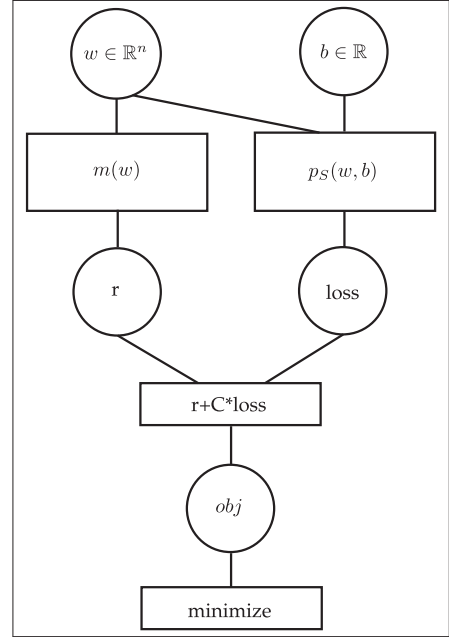 w ∈ ℝⁿ
b ∈ ℝ
m(w)
p_S(w, b)
r
loss
r+C*loss
obj
minimize